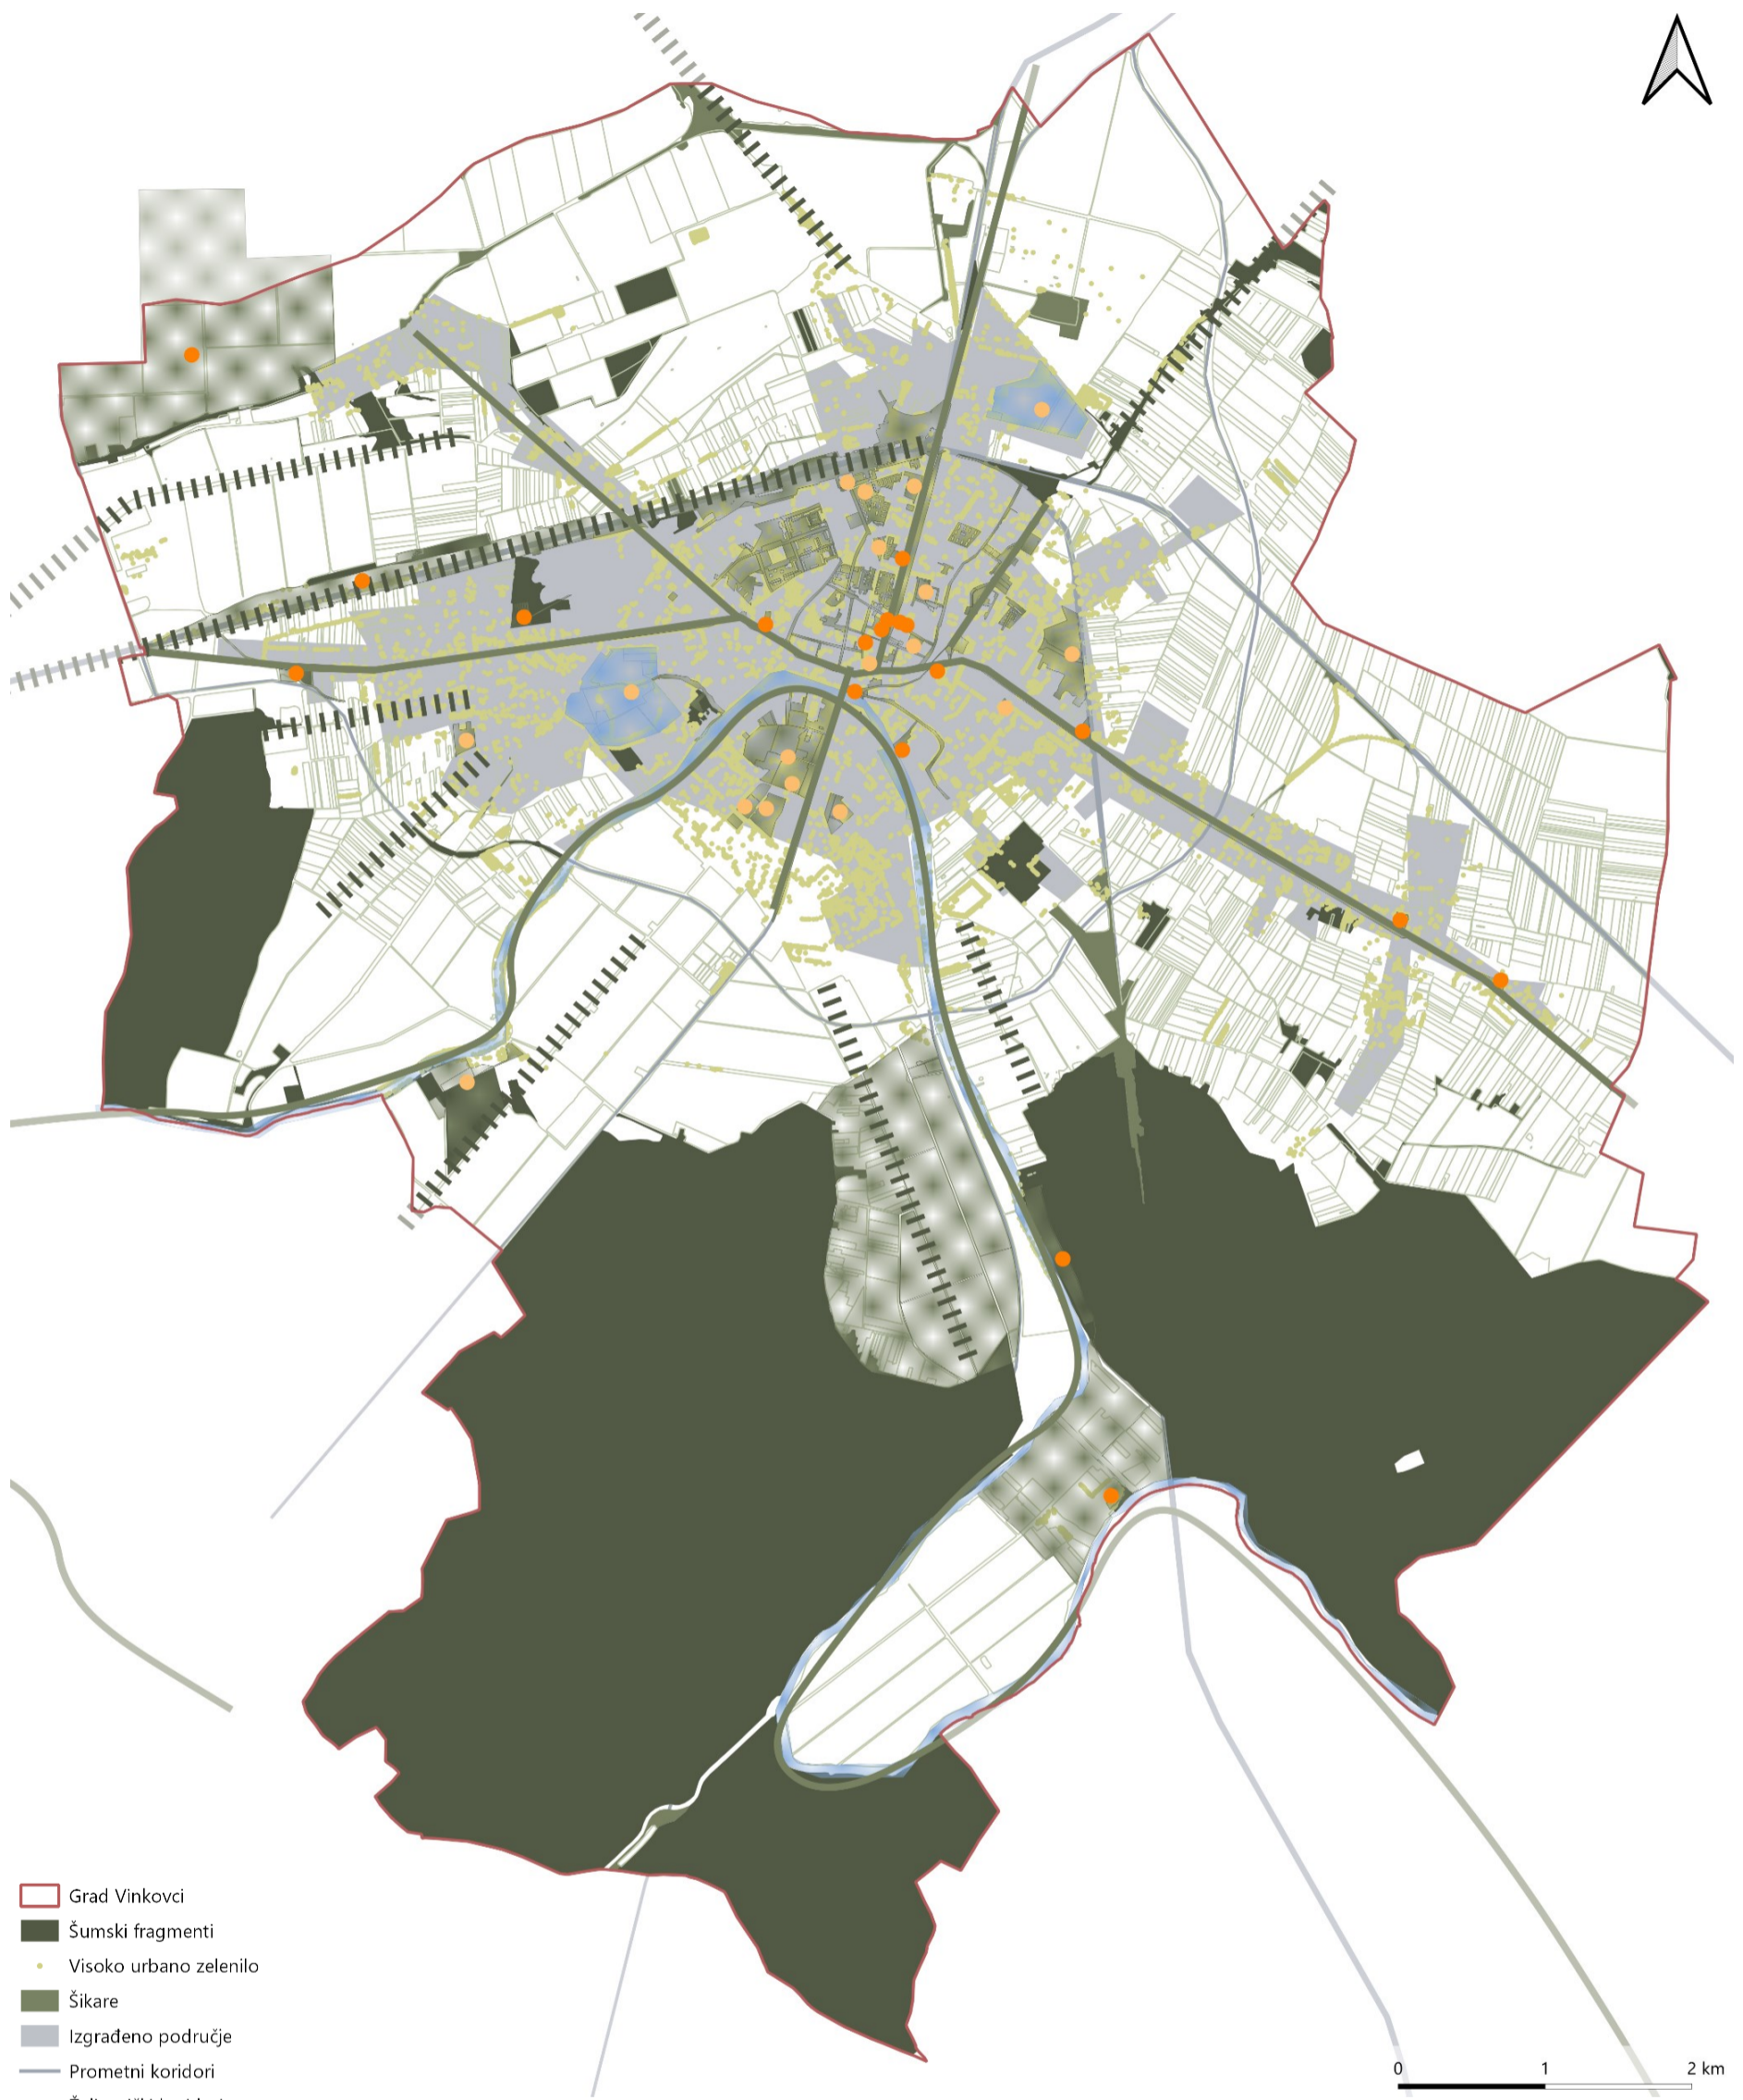 Grad Vinkovci
Šumski fragmenti
Visoko urbano zelenilo
Šikare
Izgrađeno područje
Prometni koridori
0 1 2 km